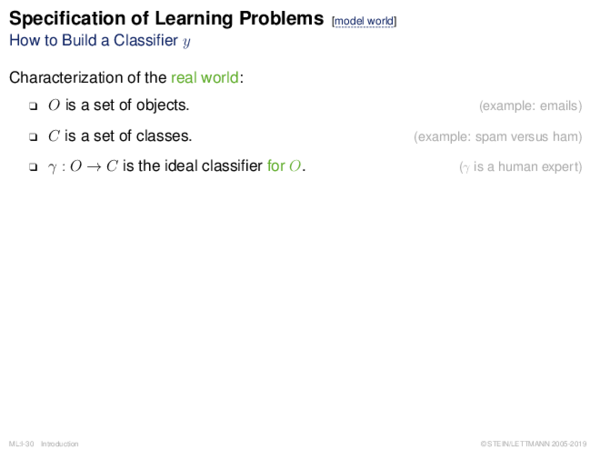 Specification of Learning Problems [model world]
How to Build a Classifier y
Characterization of the real world:
❑ O is a set of objects. (example: emails)
❑ C is a set of classes. (example: spam versus ham)
❑ γ : O → C is the ideal classifier for O. (γ is a human expert)
ML:I-30 Introduction ©STEIN/LETTMANN 2005-2019